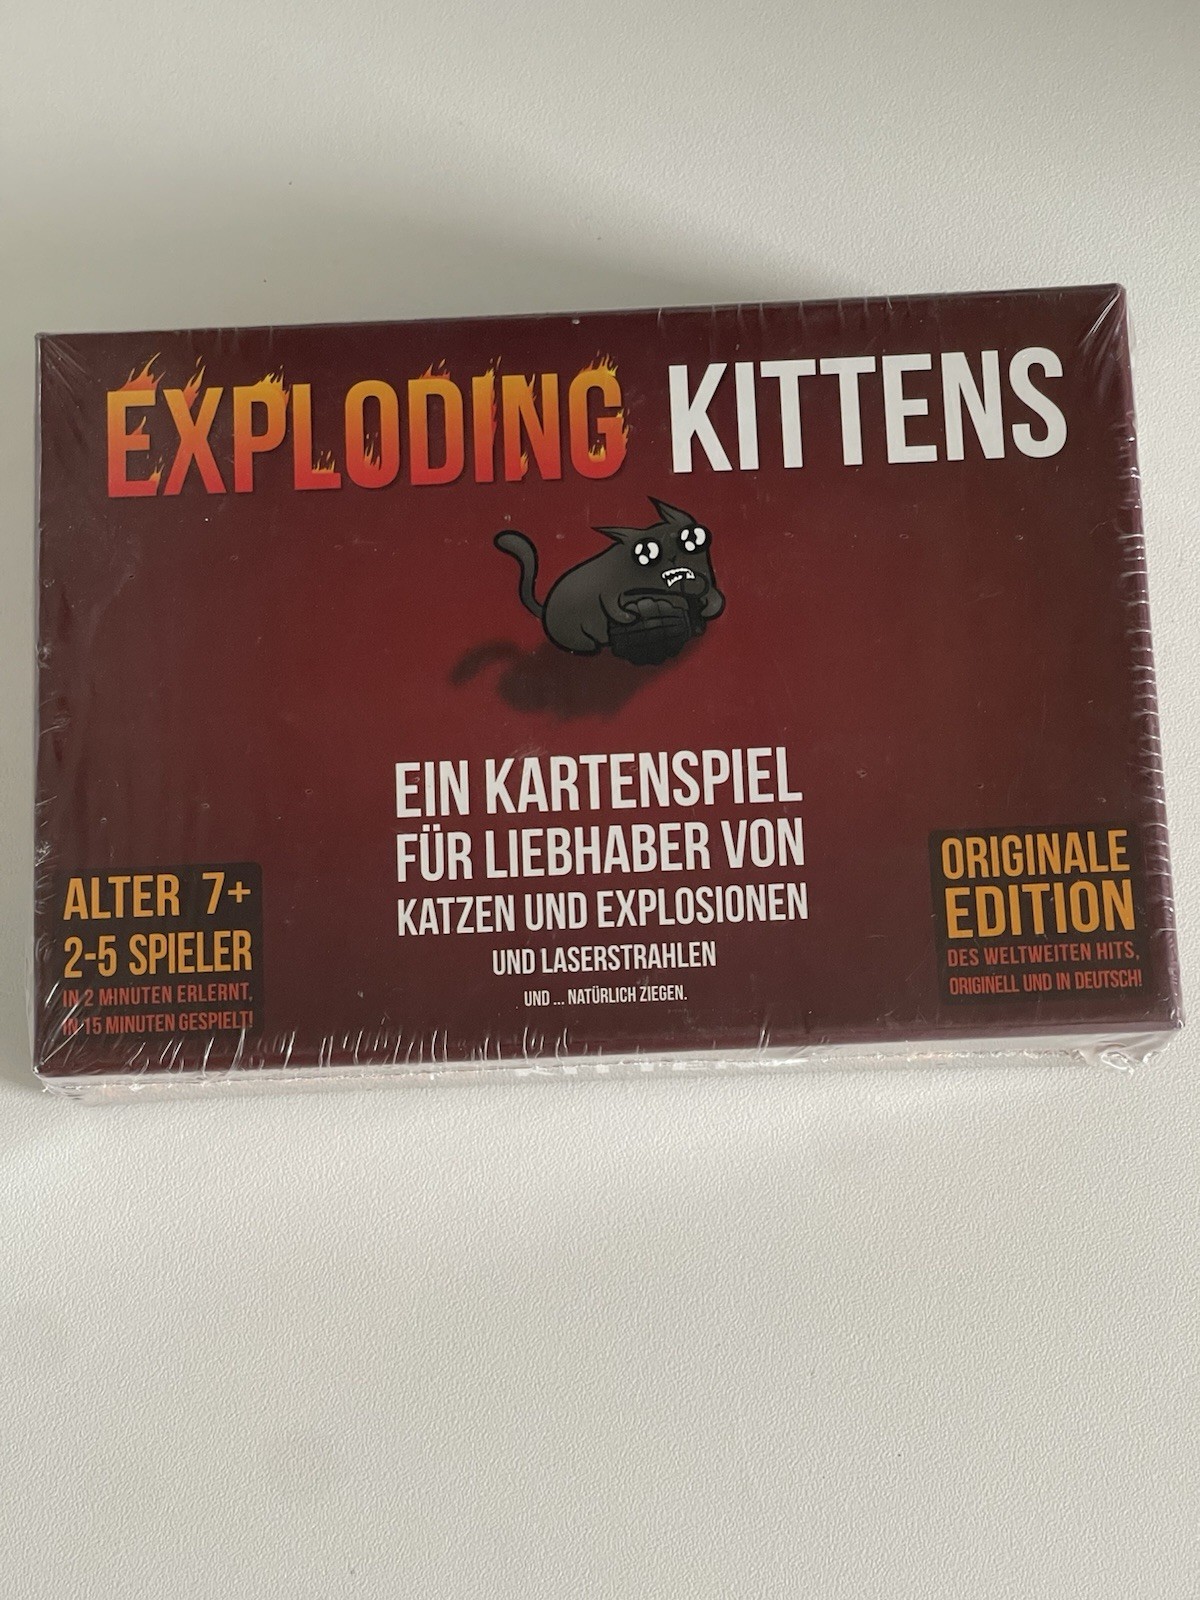 EXPLODING KITTENS
EIN KARTENSPIEL
FÜR LIEBHABER VON
KATZEN UND EXPLOSIONEN
UND LASERSTRAHLEN
UND ... NATÜRLICH ZIEGEN.
ALTER 7+
2-5 SPIELER
IN 2 MINUTEN ERLERNT,
IN 15 MINUTEN GESPIELT!
ORIGINALE
EDITION
DES WELTWEITEN HITS,
ORIGINELL UND IN DEUTSCH!